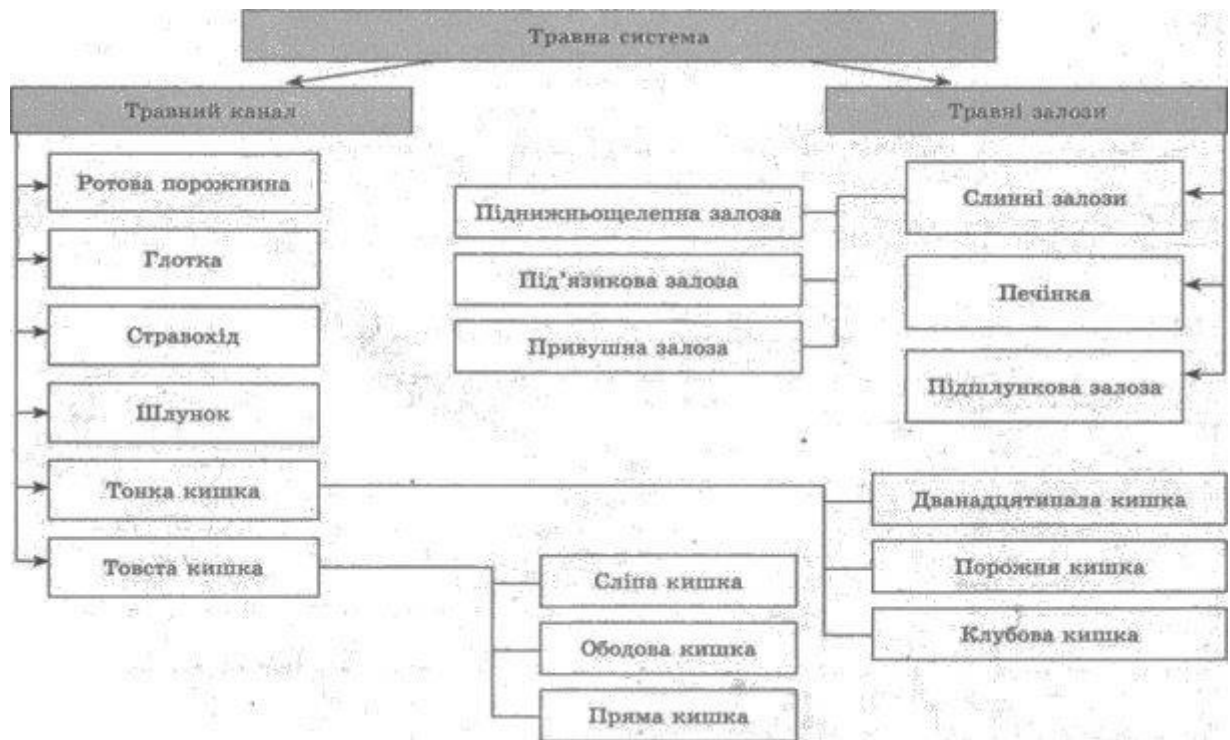 Травна система
Травний канал
Травні залози
Ротова порожнина
Глотка
Стравохід
Шлунок
Тонка кишка
Товста кишка
Піднижньощелепна залоза
Під’язикова залоза
Привушна залоза
Слинні залози
Печінка
Підшлункова залоза
Дванадцятипала кишка
Порожня кишка
Клубова кишка
Сліпа кишка
Ободова кишка
Пряма кишка